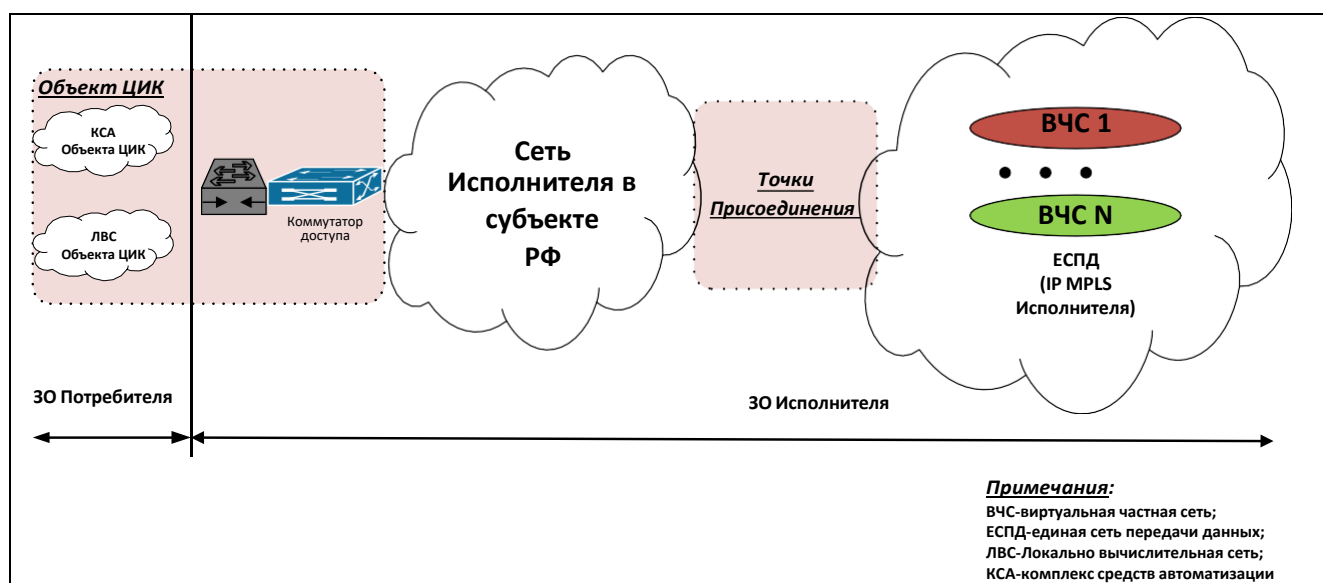 Объект ЦИК
КСА
Объекта ЦИК
ЛВС
Объекта ЦИК
Коммутатор
доступа
Сеть
Исполнителя в
субъекте
РФ
Точки
Присоединения
ВЧС 1
ВЧС N
ЕСПД
(IP MPLS
Исполнителя)
ЗО Потребителя
ЗО Исполнителя
Примечания:
ВЧС-виртуальная частная сеть;
ЕСПД-единая сеть передачи данных;
ЛВС-Локально вычислительная сеть;
КСА-комплекс средств автоматизации